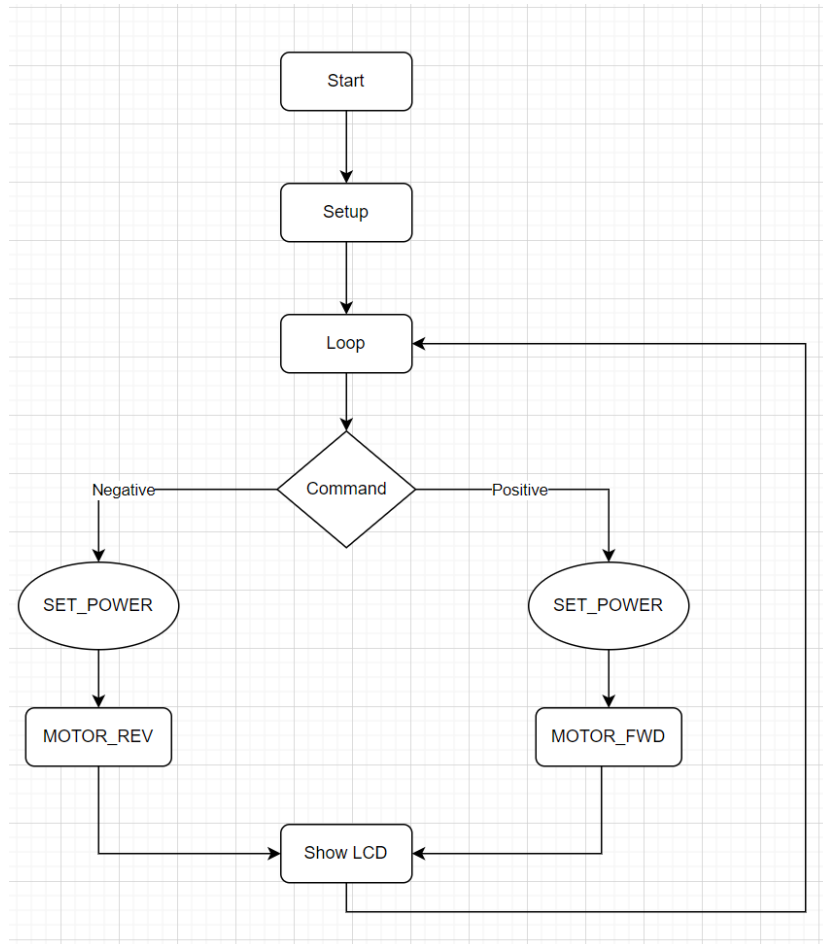 Start
Setup
Loop
Command
Negative
Positive
SET_POWER
SET_POWER
MOTOR_REV
MOTOR_FWD
Show LCD